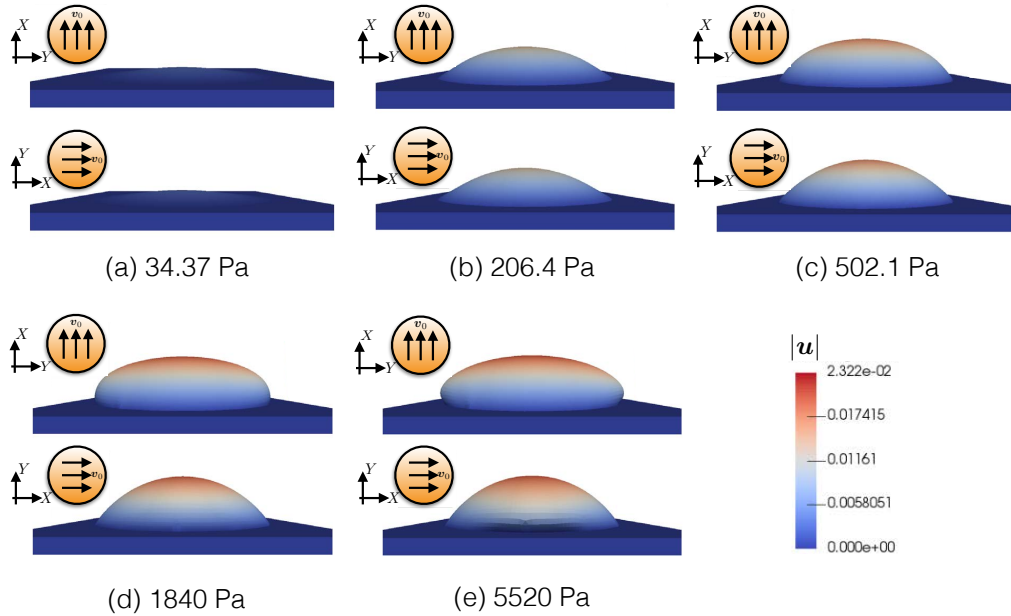 X v₀ Y
X v₀ Y
X v₀ Y
Y v₀ X
Y v₀ X
Y v₀ X
(a) 34.37 Pa
(b) 206.4 Pa
(c) 502.1 Pa
X v₀ Y
X v₀ Y
Y v₀ X
Y v₀ X
|u|
2.322e-02
0.017415
0.01161
0.0058051
0.000e+00
(d) 1840 Pa
(e) 5520 Pa